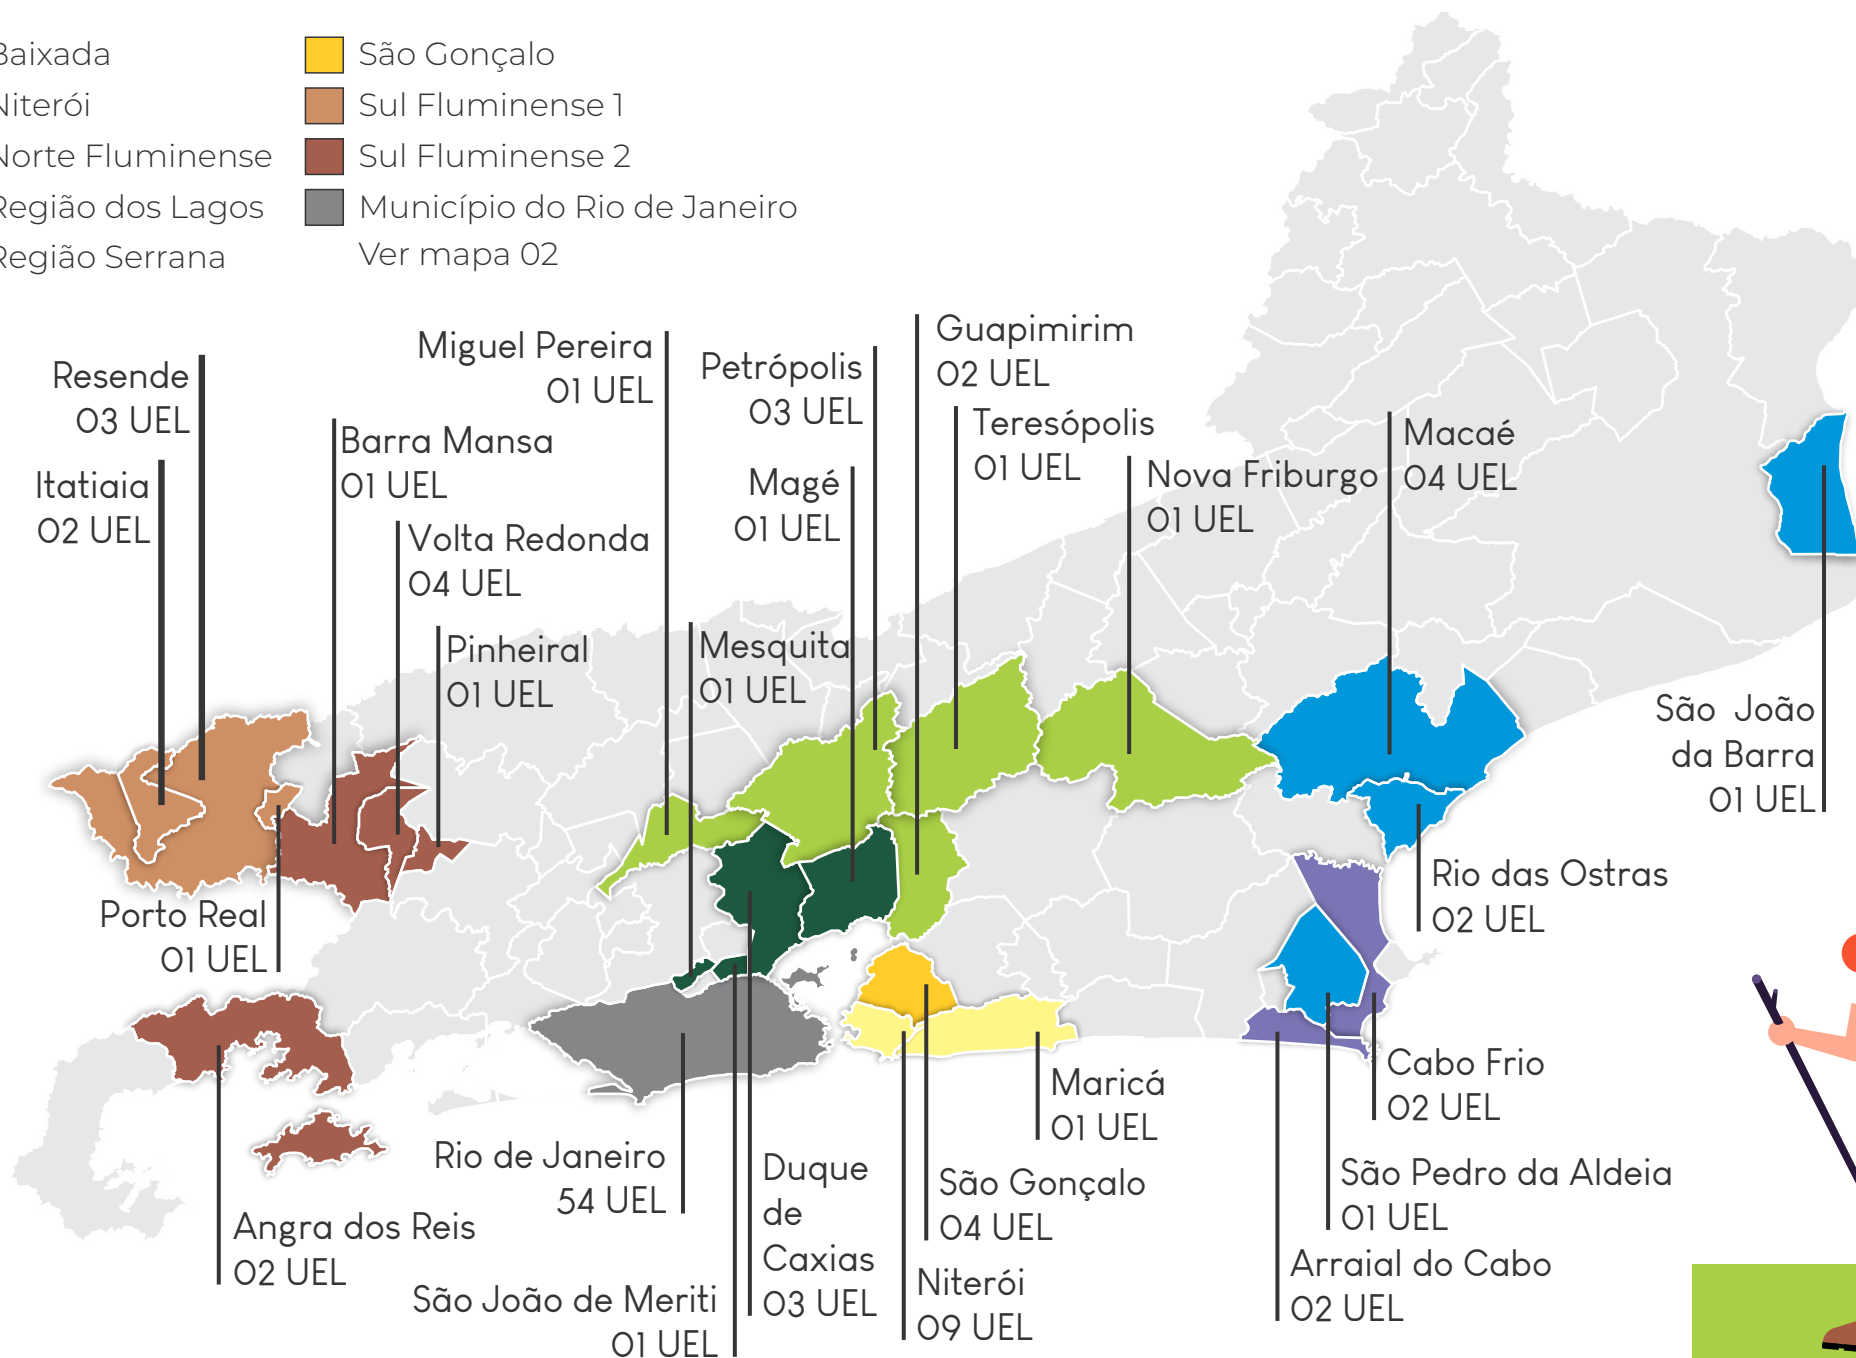 Baixada
Niterói
Norte Fluminense
Região dos Lagos
Região Serrana
São Gonçalo
Sul Fluminense 1
Sul Fluminense 2
Município do Rio de Janeiro
Ver mapa 02
Resende
03 UEL
Itatiaia
02 UEL
Barra Mansa
01 UEL
Volta Redonda
04 UEL
Pinheiral
01 UEL
Miguel Pereira
01 UEL
Mesquita
01 UEL
Petrópolis
03 UEL
Magé
01 UEL
Guapimirim
02 UEL
Teresópolis
01 UEL
Nova Friburgo
01 UEL
Macaé
04 UEL
São João
da Barra
01 UEL
Rio das Ostras
02 UEL
Porto Real
01 UEL
Angra dos Reis
02 UEL
Rio de Janeiro
54 UEL
São João de Meriti
01 UEL
Duque
de
Caxias
03 UEL
São Gonçalo
04 UEL
Niterói
09 UEL
Maricá
01 UEL
Cabo Frio
02 UEL
São Pedro da Aldeia
01 UEL
Arraial do Cabo
02 UEL